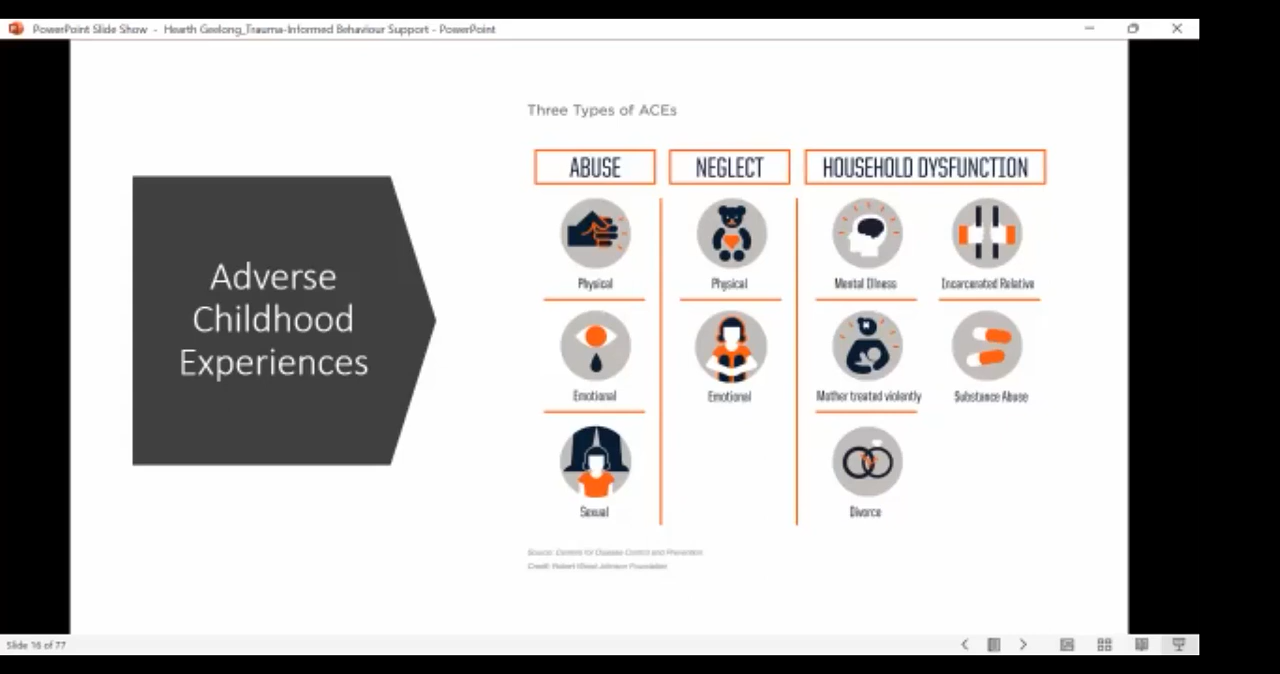 PowerPoint Slide Show - Hearth Geelong_Trauma-Informed Behaviour Support - PowerPoint
Three Types of ACEs
ABUSE NEGLECT HOUSEHOLD DYSFUNCTION
Adverse
Childhood
Experiences
Physical Physical Mental Illness Incarcerated Relative
Emotional Emotional Mother treated violently Substance Abuse
Sexual Divorce
Source: Centers for Disease Control and Prevention
Credit: Robert Wood Johnson Foundation
Slide 16 of 77